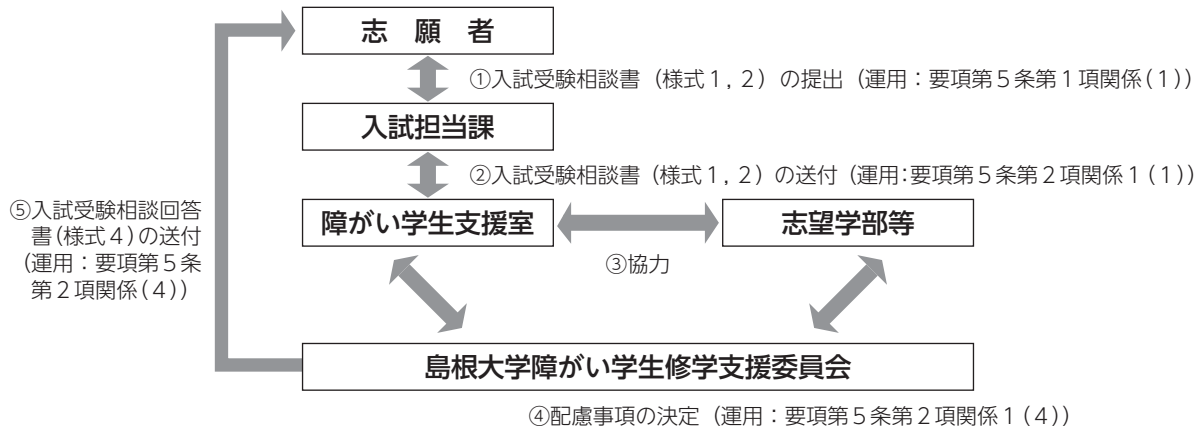 志　願　者
①入試受験相談書（様式１，２）の提出（運用：要項第５条第１項関係(１)）
入試担当課
②入試受験相談書（様式１，２）の送付（運用：要項第５条第２項関係１(１)）
⑤入試受験相談回答
書(様式４)の送付
(運用：要項第５条
第２項関係(４))
障がい学生支援室
志望学部等
③協力
島根大学障がい学生修学支援委員会
④配慮事項の決定（運用：要項第５条第２項関係１(４)）